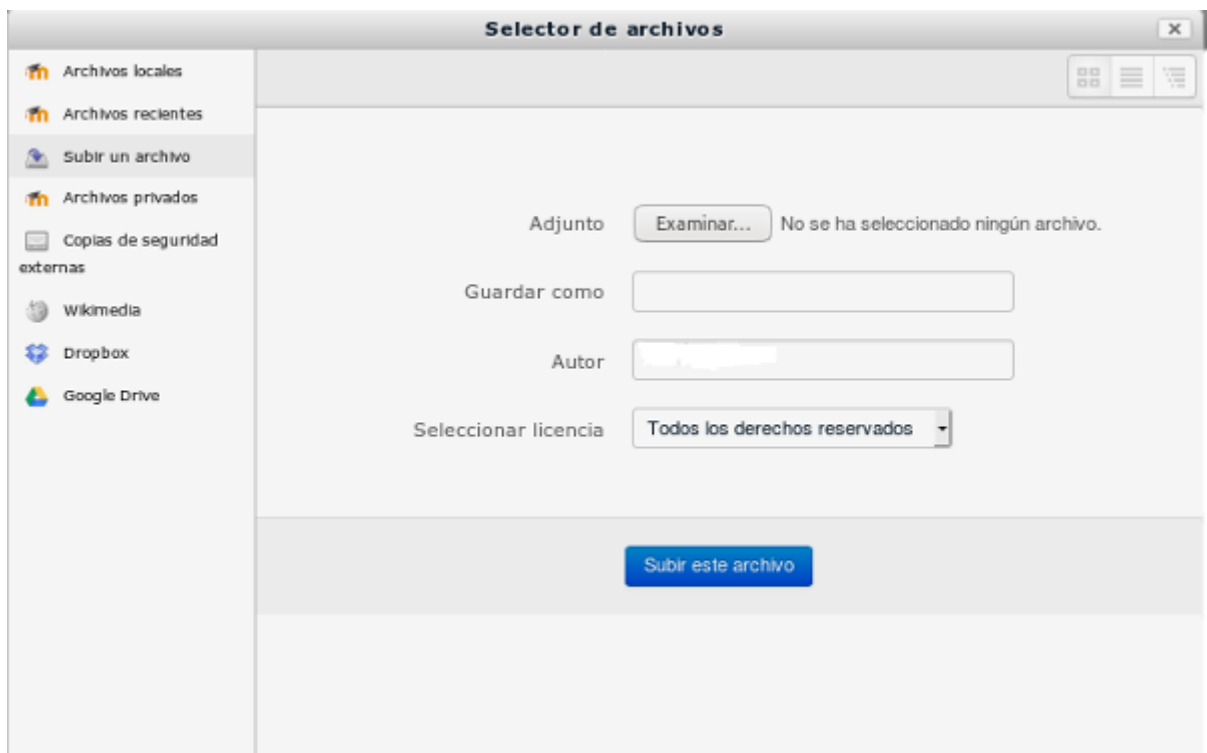 Selector de archivos
Archivos locales
Archivos recientes
Subir un archivo
Archivos privados
Copias de seguridad
externas
Wikimedia
Dropbox
Google Drive
Adjunto
Examinar... No se ha seleccionado ningún archivo.
Guardar como
Autor
Seleccionar licencia
Todos los derechos reservados
Subir este archivo